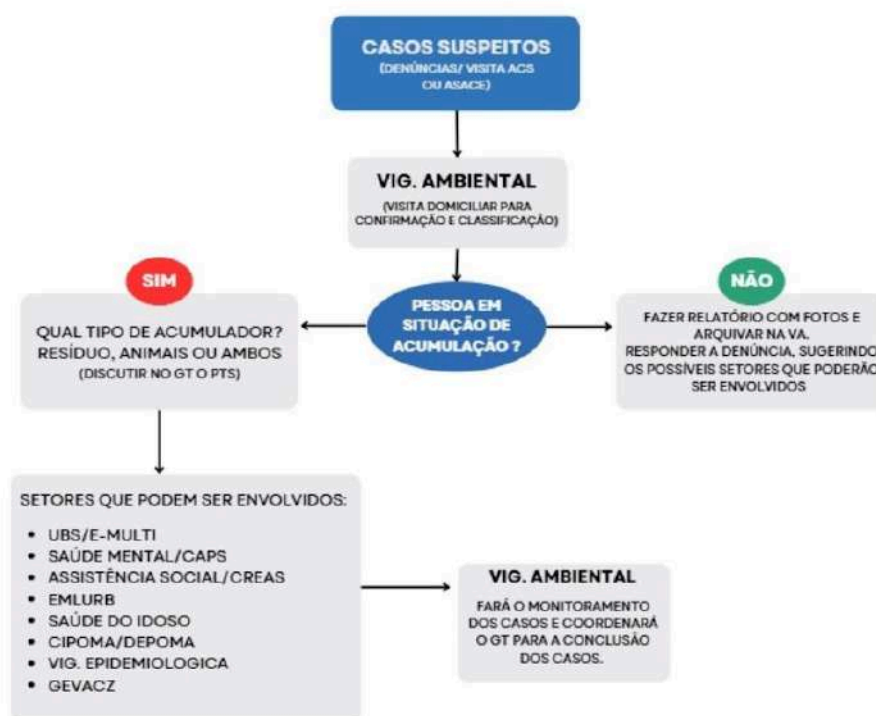 CASOS SUSPEITOS
(DENÚNCIAS/ VISITA ACS
OU ASACE)
VIG. AMBIENTAL
(VISITA DOMICILIAR PARA
CONFIRMAÇÃO E CLASSIFICAÇÃO)
PESSOA EM
SITUAÇÃO DE
ACUMULAÇÃO ?
SIM
QUAL TIPO DE ACUMULADOR?
RESÍDUO, ANIMAIS OU AMBOS
(DISCUTIR NO GT O PTS)
NÃO
FAZER RELATÓRIO COM FOTOS E
ARQUIVAR NA VA.
RESPONDER A DENÚNCIA, SUGERINDO
OS POSSÍVEIS SETORES QUE PODERÃO
SER ENVOLVIDOS
SETORES QUE PODEM SER ENVOLVIDOS:
• UBS/E-MULTI
• SAÚDE MENTAL/CAPS
• ASSISTÊNCIA SOCIAL/CREAS
• EMLURB
• SAÚDE DO IDOSO
• CIPOMA/DEPOMA
• VIG. EPIDEMIOLOGICA
• GEVACZ
VIG. AMBIENTAL
FARÁ O MONITORAMENTO
DOS CASOS E COORDENARÁ
O GT PARA A CONCLUSÃO
DOS CASOS.